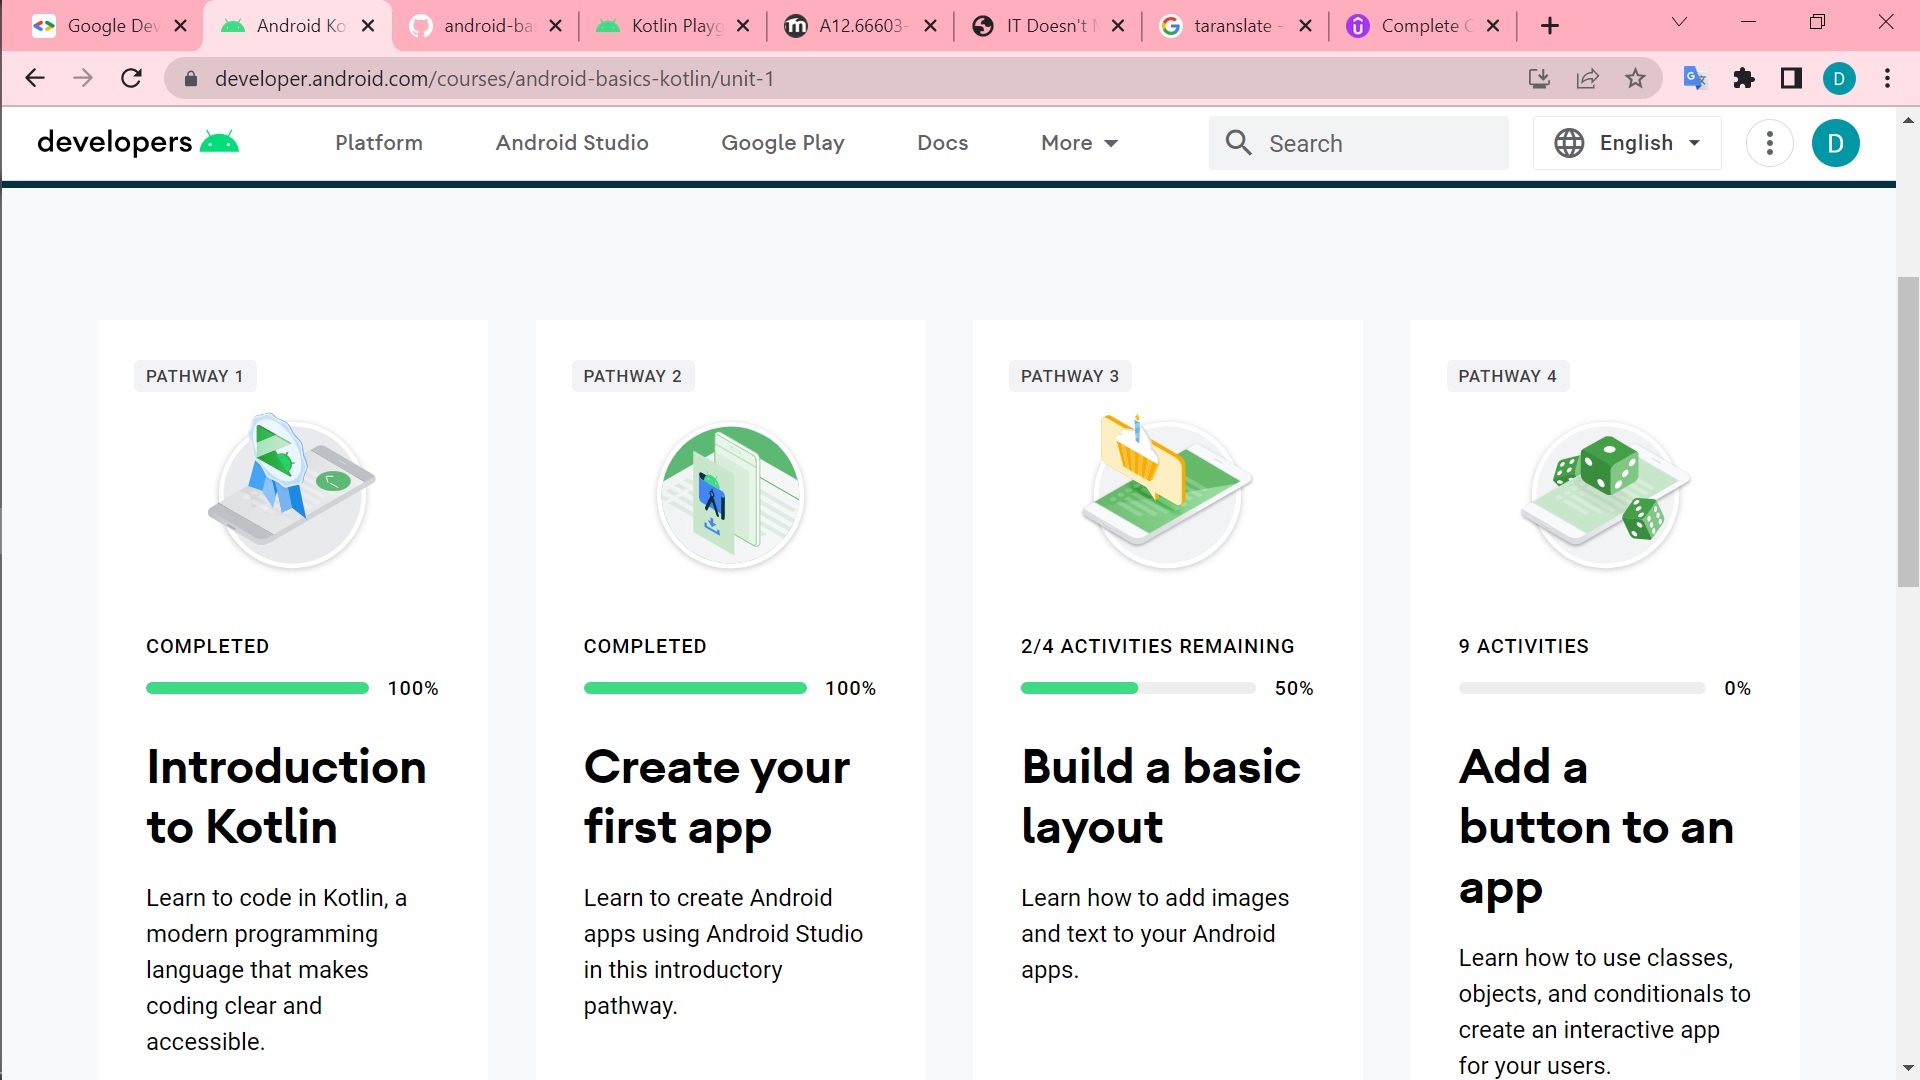 Google Dev
Android Ko
android-ba
Kotlin Playg
A12.66603-
IT Doesn't M
taranslate -
Complete C
developer.android.com/courses/android-basics-kotlin/unit-1
D
developers
Platform
Android Studio
Google Play
Docs
More
Search
English
D
PATHWAY 1
COMPLETED
100%
Introduction
to Kotlin
Learn to code in Kotlin, a
modern programming
language that makes
coding clear and
accessible.
PATHWAY 2
COMPLETED
100%
Create your
first app
Learn to create Android
apps using Android Studio
in this introductory
pathway.
PATHWAY 3
2/4 ACTIVITIES REMAINING
50%
Build a basic
layout
Learn how to add images
and text to your Android
apps.
PATHWAY 4
9 ACTIVITIES
0%
Add a
button to an
app
Learn how to use classes,
objects, and conditionals to
create an interactive app
for your users.